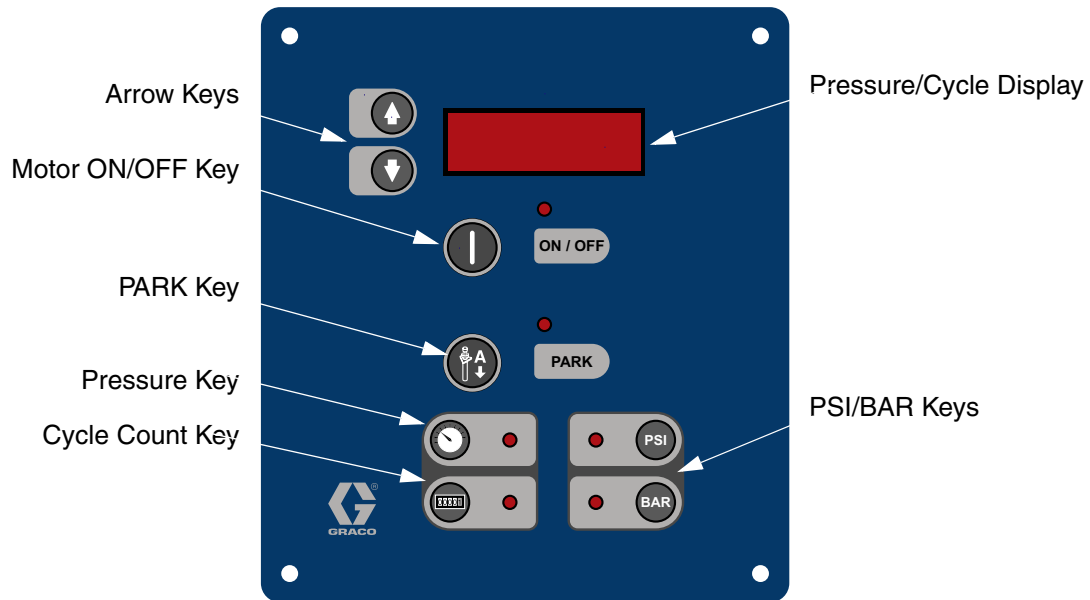 Arrow Keys
Pressure/Cycle Display
Motor ON/OFF Key
ON / OFF
PARK Key
A
PARK
Pressure Key
PSI/BAR Keys
Cycle Count Key
PSI
BAR
®
GRACO